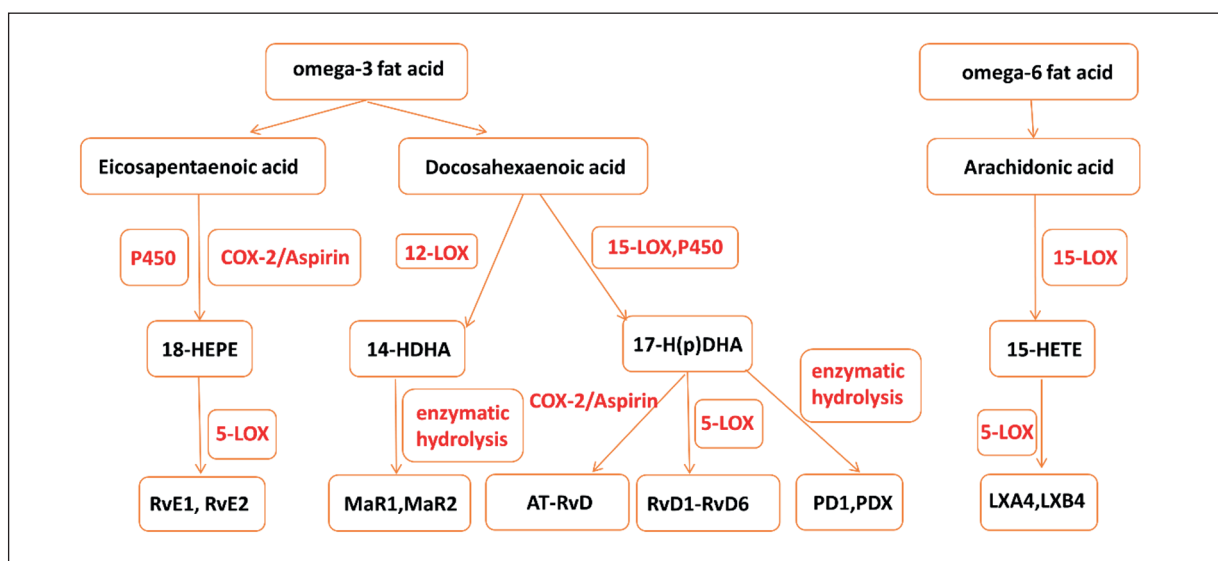 omega-3 fat acid
omega-6 fat acid
Eicosapentaenoic acid
Docosahexaenoic acid
Arachidonic acid
P450
COX-2/Aspirin
12-LOX
15-LOX,P450
15-LOX
18-HEPE
14-HDHA
17-H(p)DHA
15-HETE
5-LOX
enzymatic
hydrolysis
COX-2/Aspirin
5-LOX
enzymatic
hydrolysis
5-LOX
RvE1, RvE2
MaR1,MaR2
AT-RvD
RvD1-RvD6
PD1,PDX
LXA4,LXB4